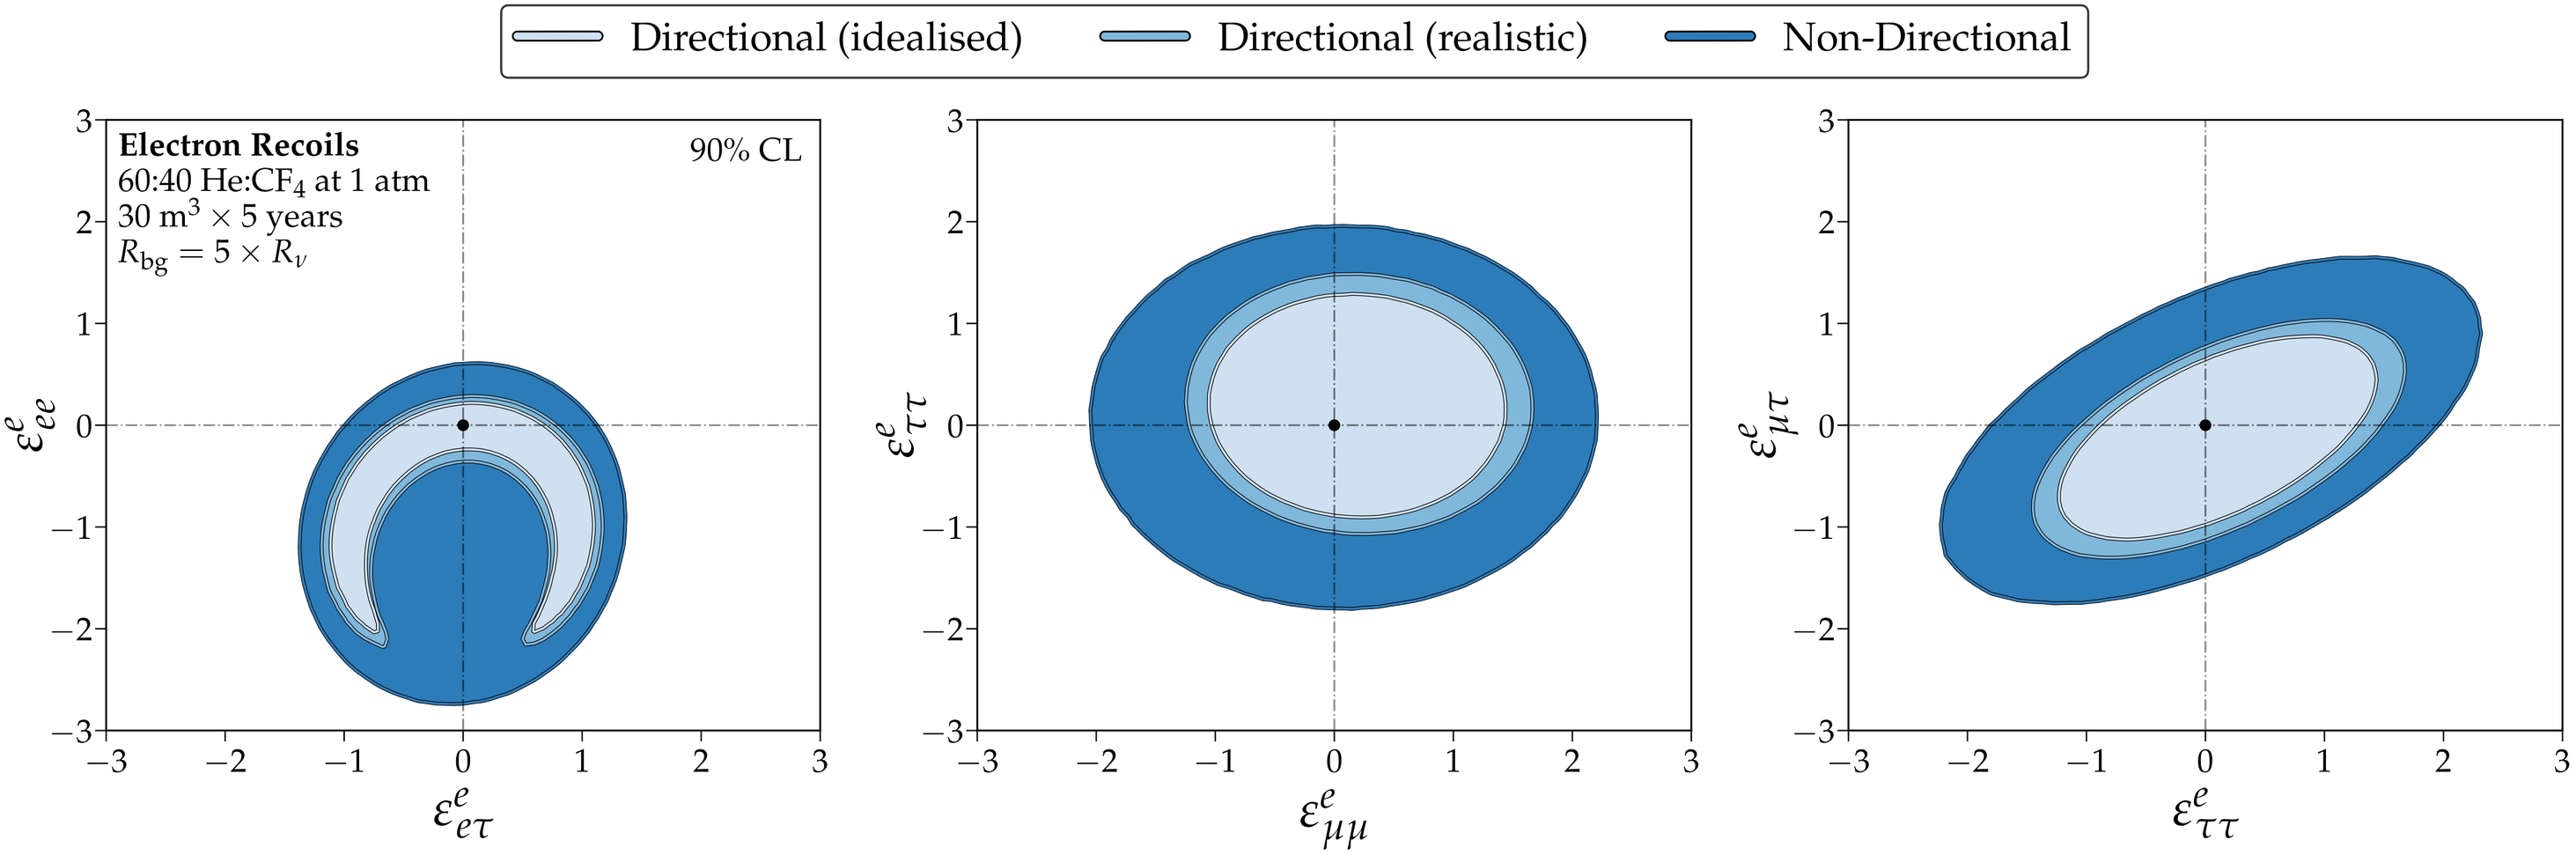 Directional (idealised) Directional (realistic) Non-Directional
Electron Recoils
90% CL
60:40 He:CF₄ at 1 atm
30 m³ × 5 years
R_bg = 5 × R_ν
3
2
1
0
−1
−2
−3
ε^e_ee
−3 −2 −1 0 1 2 3
ε^e_eτ
3
2
1
0
−1
−2
−3
ε^e_ττ
−3 −2 −1 0 1 2 3
ε^e_μμ
3
2
1
0
−1
−2
−3
ε^e_μτ
−3 −2 −1 0 1 2 3
ε^e_ττ